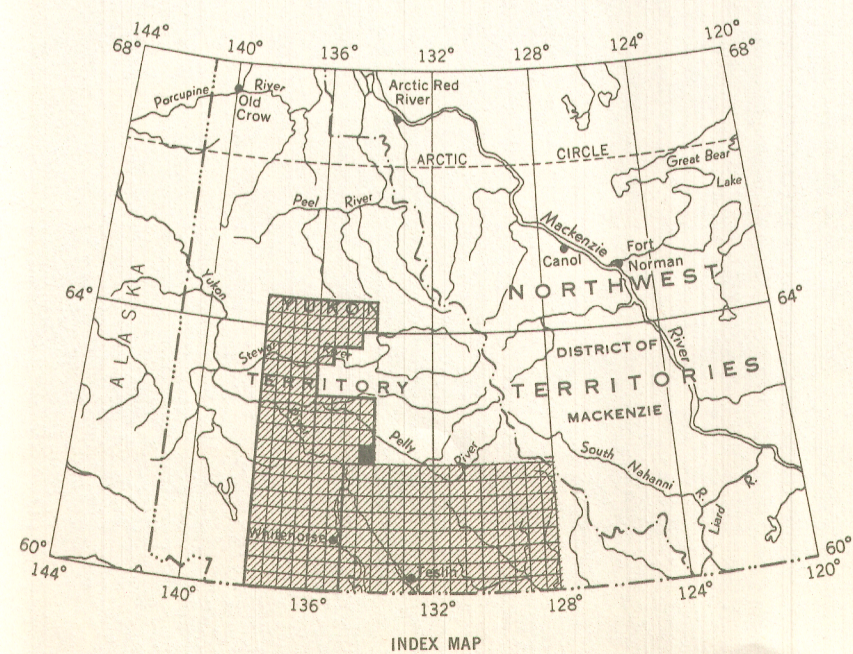 144°
140°
136°
132°
128°
124°
120°
68°
68°
Porcupine River
Old
Crow
Arctic Red
River
ARCTIC CIRCLE
Great Bear
Lake
Peel River
Mackenzie
Fort
Norman
Canol
Yukon
64°
64°
NORTHWEST
YUKON
ALASKA
DISTRICT OF
River
TERRITORY
TERRITORIES
MACKENZIE
Pelly
River
South Nahanni R.
Liard R.
Whitehorse
Teslin
60°
60°
144°
120°
140°
136°
132°
128°
124°
INDEX MAP